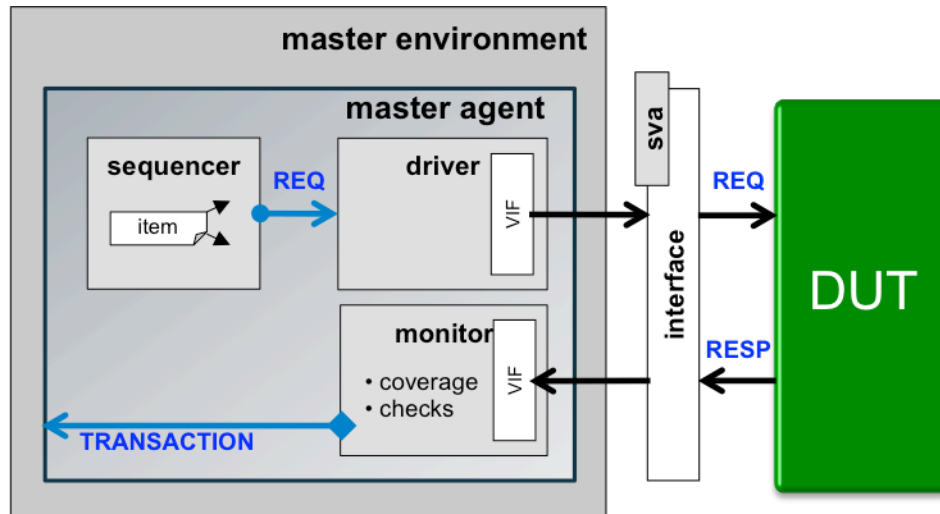 master environment
master agent
sva
sequencer
REQ
driver
REQ
item
VIF
interface
DUT
monitor
• coverage
• checks
VIF
RESP
TRANSACTION